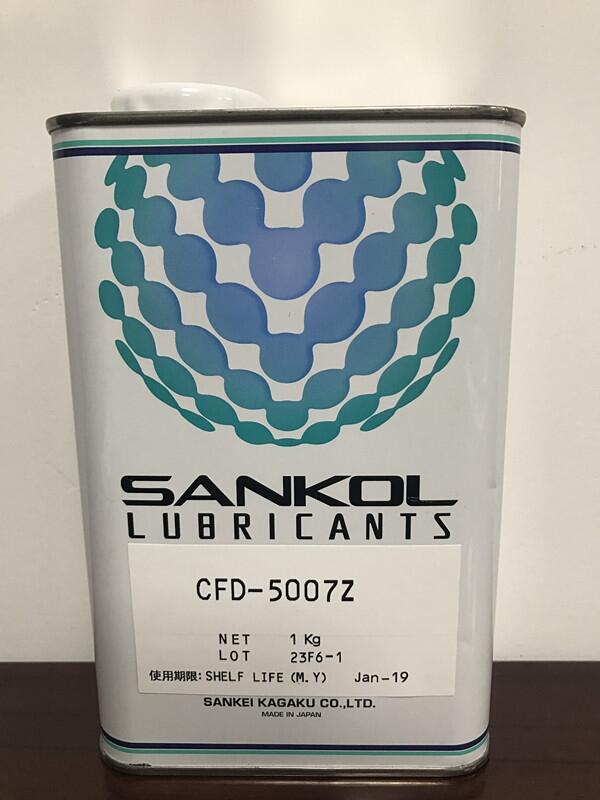 SANKOL
LUBRICANTS
CFD-5007Z
NET 1 Kg
LOT 23F6-1
使用期限: SHELF LIFE (M.Y) Jan-19
SANKEI KAGAKU CO.,LTD.
MADE IN JAPAN